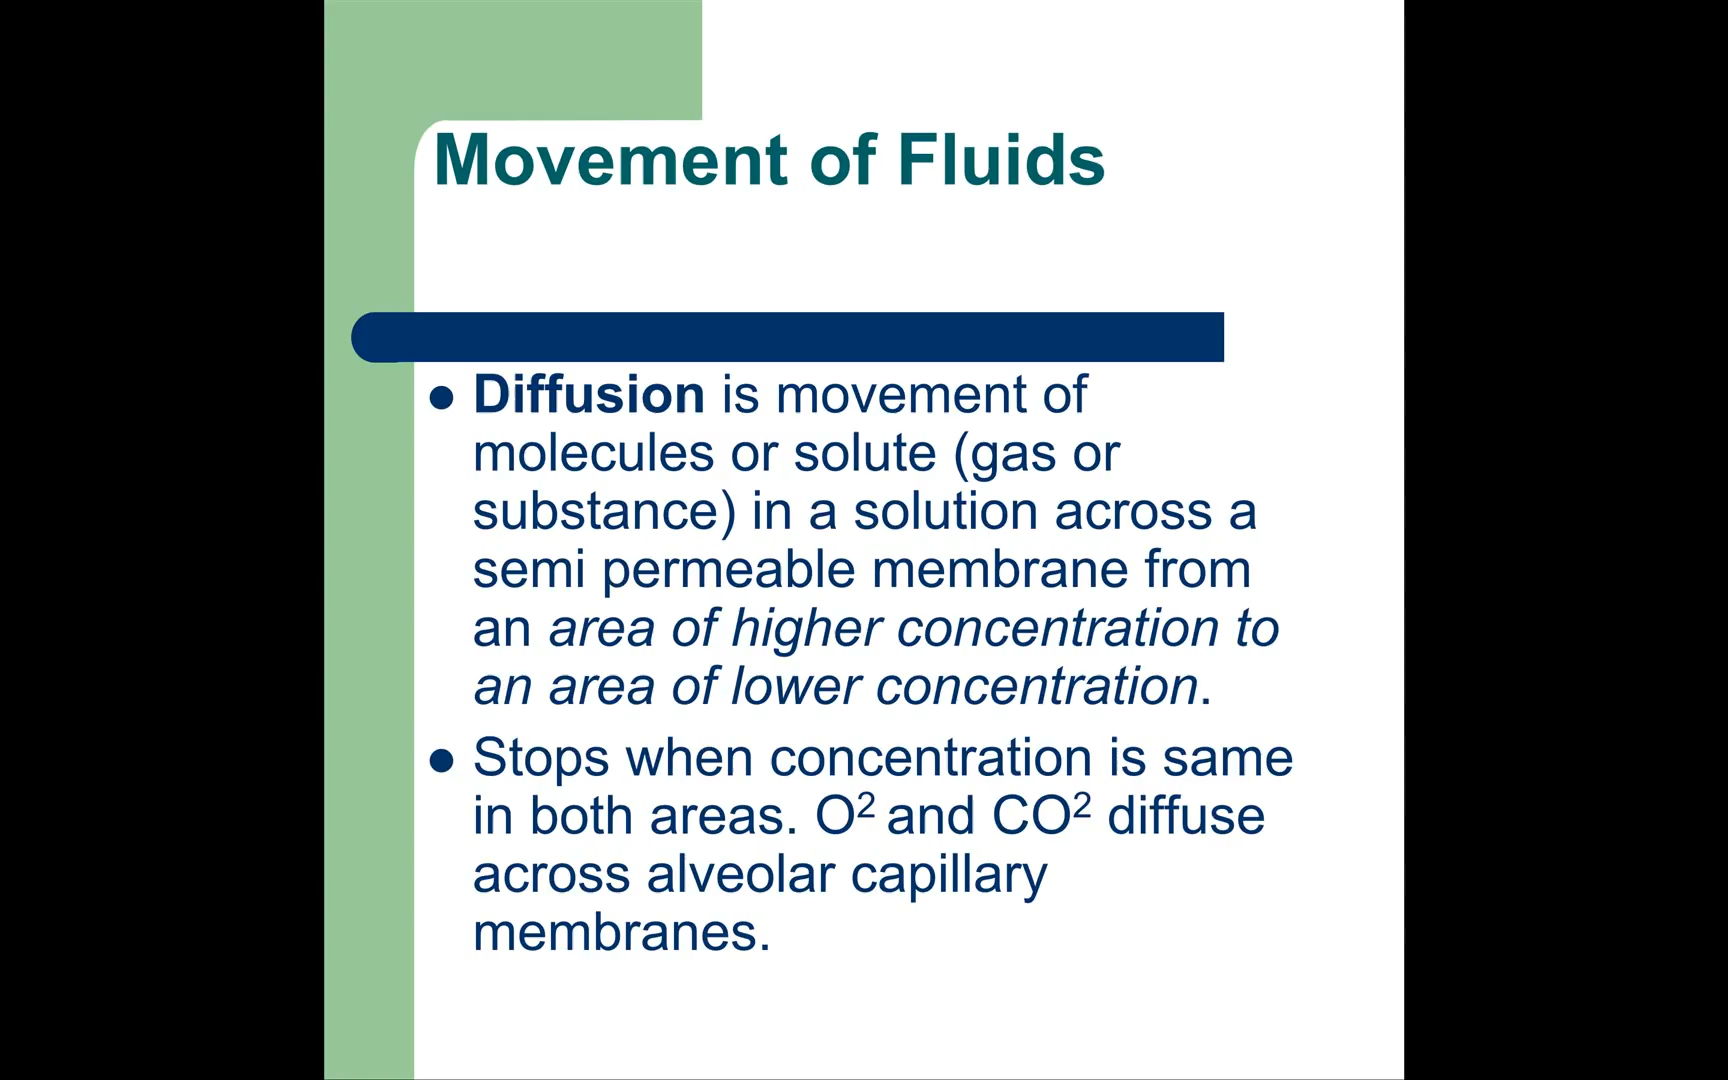 Movement of Fluids
● Diffusion is movement of
molecules or solute (gas or
substance) in a solution across a
semi permeable membrane from
an area of higher concentration to
an area of lower concentration.
● Stops when concentration is same
in both areas. O² and CO² diffuse
across alveolar capillary
membranes.